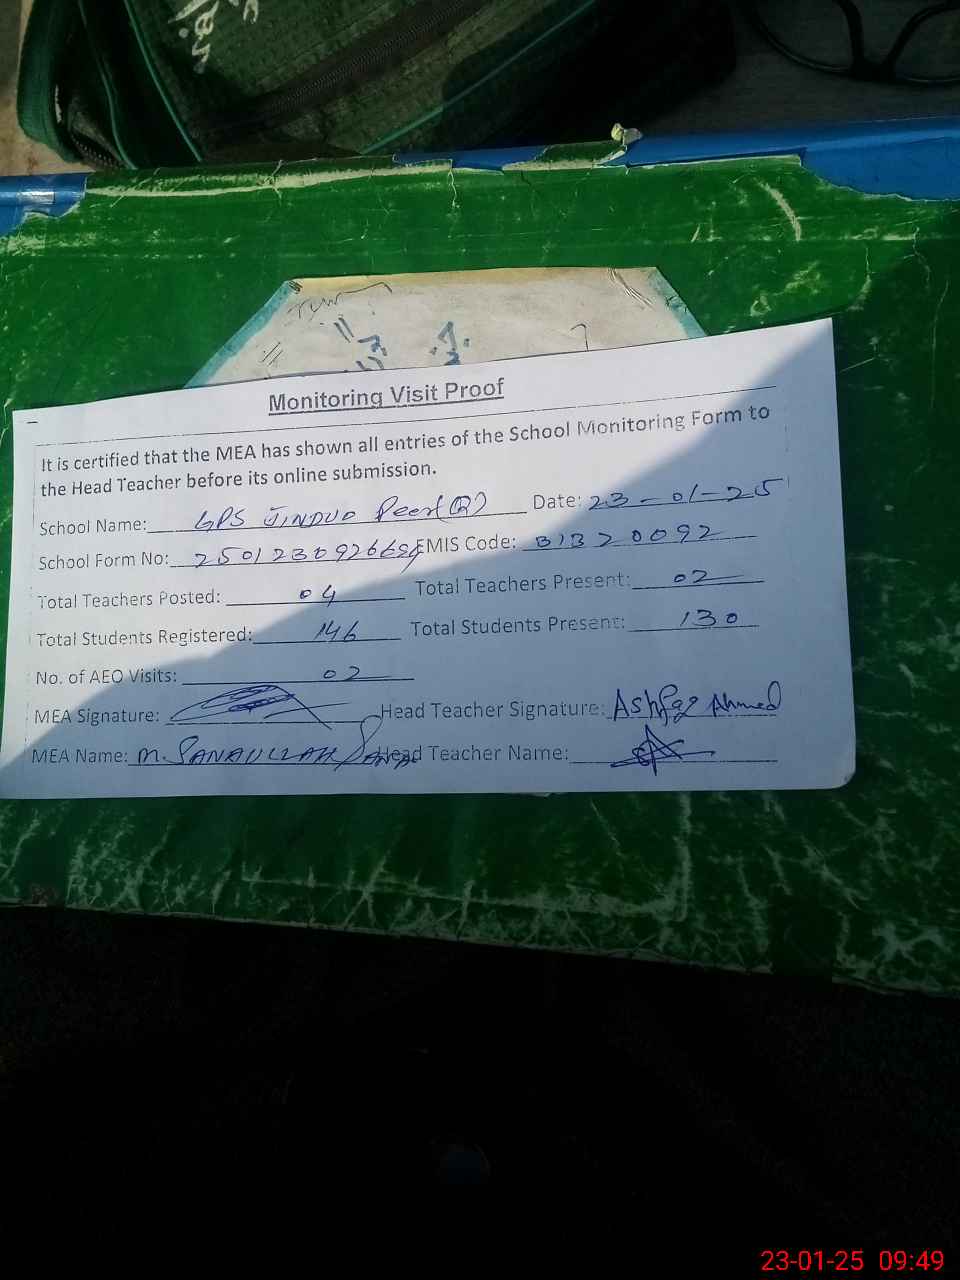 Monitoring Visit Proof
It is certified that the MEA has shown all entries of the School Monitoring Form to
the Head Teacher before its online submission.
School Name: GPS Jindud Peer (2) Date: 23-01-25
School Form No: EMIS Code: 31320092
Total Teachers Posted: 04 Total Teachers Present: 02
Total Students Registered: 146 Total Students Present: 130
No. of AEO Visits: 02
MEA Signature: Head Teacher Signature: Ashfaq Ahmed
MEA Name: M. SANAULLAH Head Teacher Name:
23-01-25 09:49